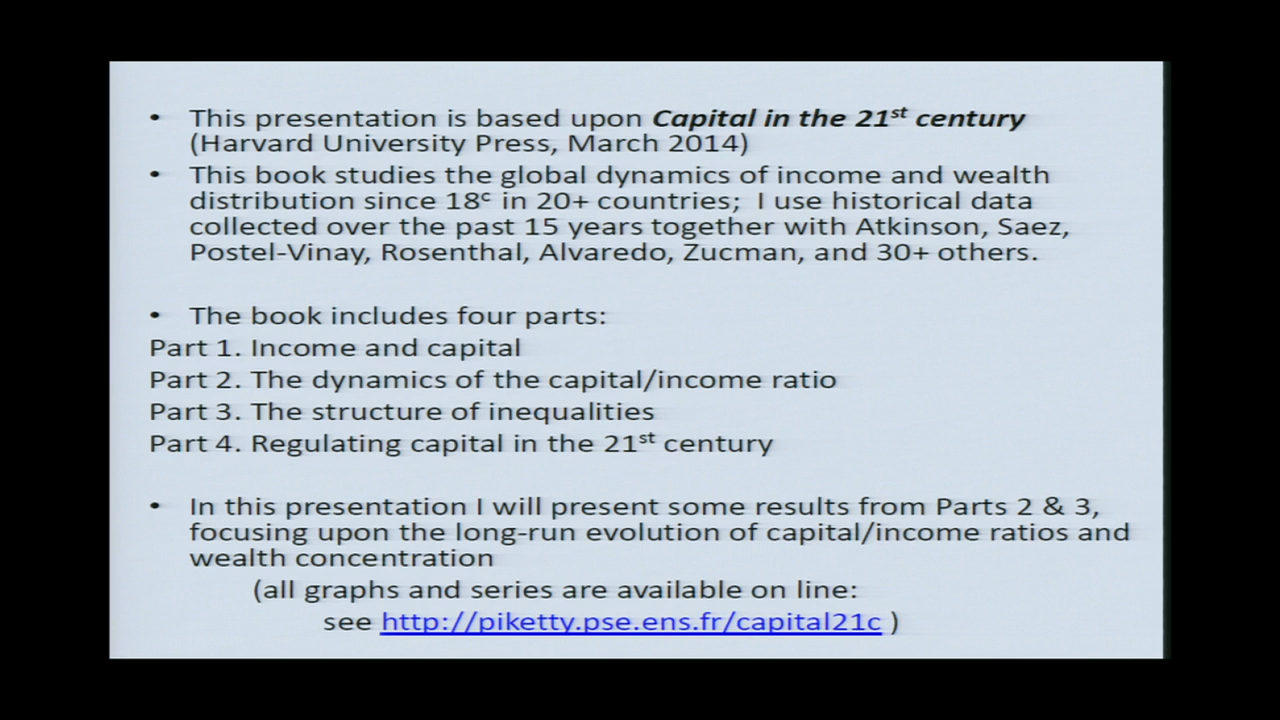 • This presentation is based upon Capital in the 21st century
(Harvard University Press, March 2014)
• This book studies the global dynamics of income and wealth
distribution since 18c in 20+ countries; I use historical data
collected over the past 15 years together with Atkinson, Saez,
Postel-Vinay, Rosenthal, Alvaredo, Zucman, and 30+ others.
• The book includes four parts:
Part 1. Income and capital
Part 2. The dynamics of the capital/income ratio
Part 3. The structure of inequalities
Part 4. Regulating capital in the 21st century
• In this presentation I will present some results from Parts 2 & 3,
focusing upon the long-run evolution of capital/income ratios and
wealth concentration
(all graphs and series are available on line:
see http://piketty.pse.ens.fr/capital21c )